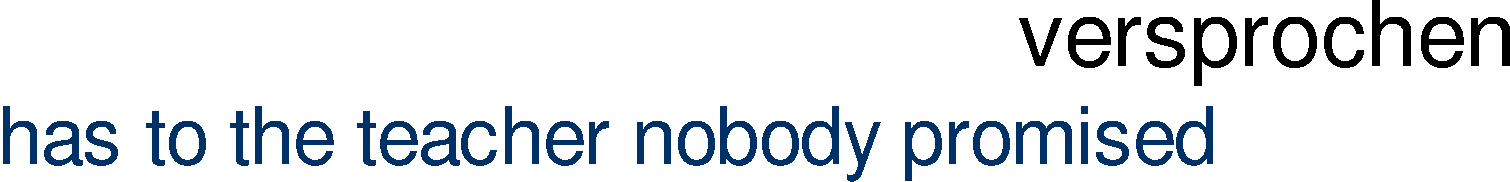 versprochen
has to the teacher nobody promised